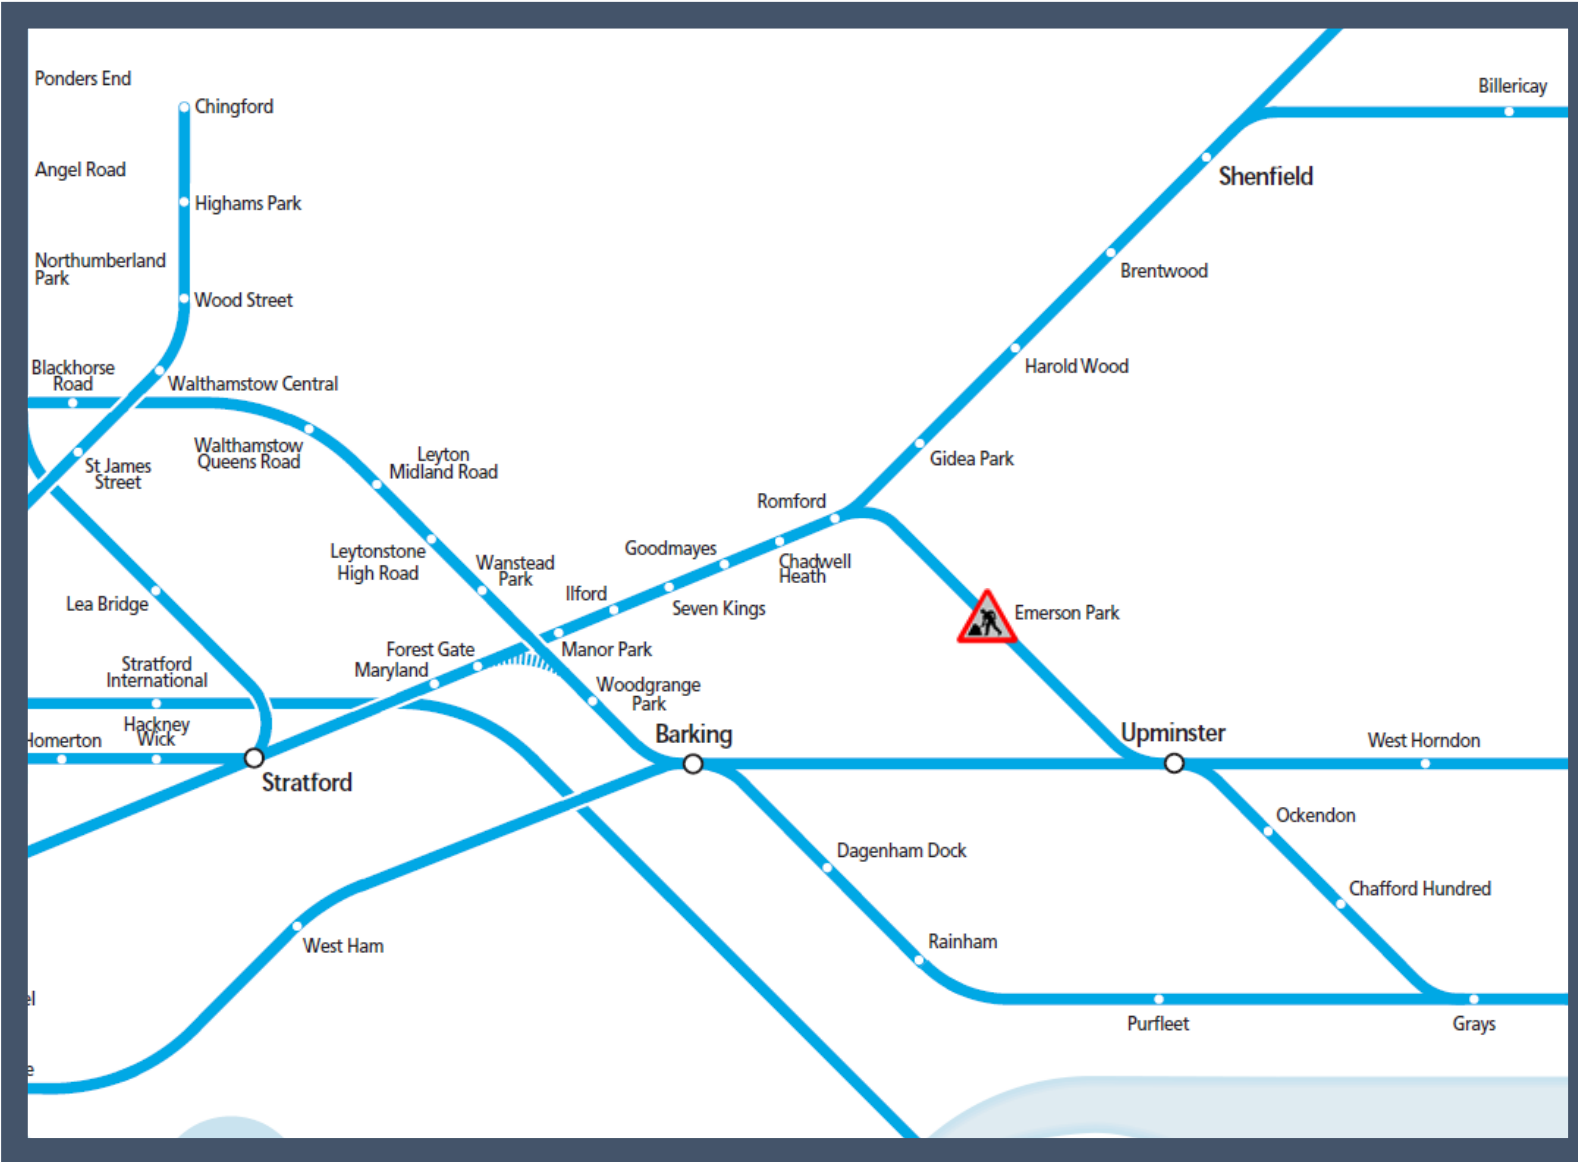 Ponders End
Chingford
Billericay
Angel Road
Shenfield
Highams Park
Northumberland
Park
Brentwood
Wood Street
Blackhorse
Road
Walthamstow Central
Harold Wood
Walthamstow
Queens Road
Leyton
Midland Road
Gidea Park
St James
Street
Romford
Leytonstone
High Road
Goodmayes
Wanstead
Park
Chadwell
Heath
Ilford
Lea Bridge
Seven Kings
Emerson Park
Forest Gate
Manor Park
Stratford
International
Maryland
Woodgrange
Park
Hackney
Wick
Homerton
Barking
Upminster
West Horndon
Stratford
Ockendon
Dagenham Dock
Chafford Hundred
West Ham
Rainham
el
Purfleet
Grays
e